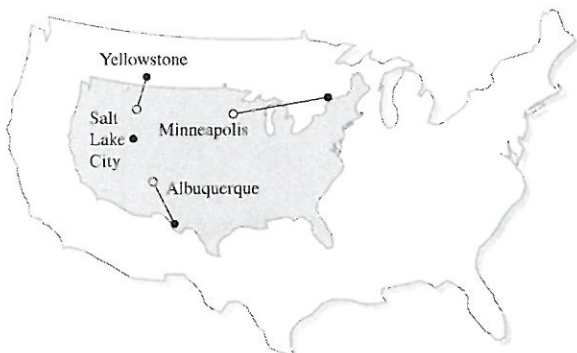 Yellowstone
Salt
Lake
City
Minneapolis
Albuquerque